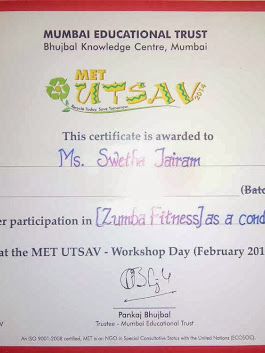 MUMBAI EDUCATIONAL TRUST
Bhujbal Knowledge Centre, Mumbai
MET
UTSAV 2014
Recycle Today, Save Tomorrow
This certificate is awarded to
Ms. Swetha Jairam
(Batc
er participation in [Zumba Fitness] as a cond
at the MET UTSAV - Workshop Day (February 201
Pankaj Bhujbal
Trustee - Mumbai Educational Trust
An ISO 9001:2008 certified, MET is an NGO in Special Consultative Status with the United Nations (ECOSOC).